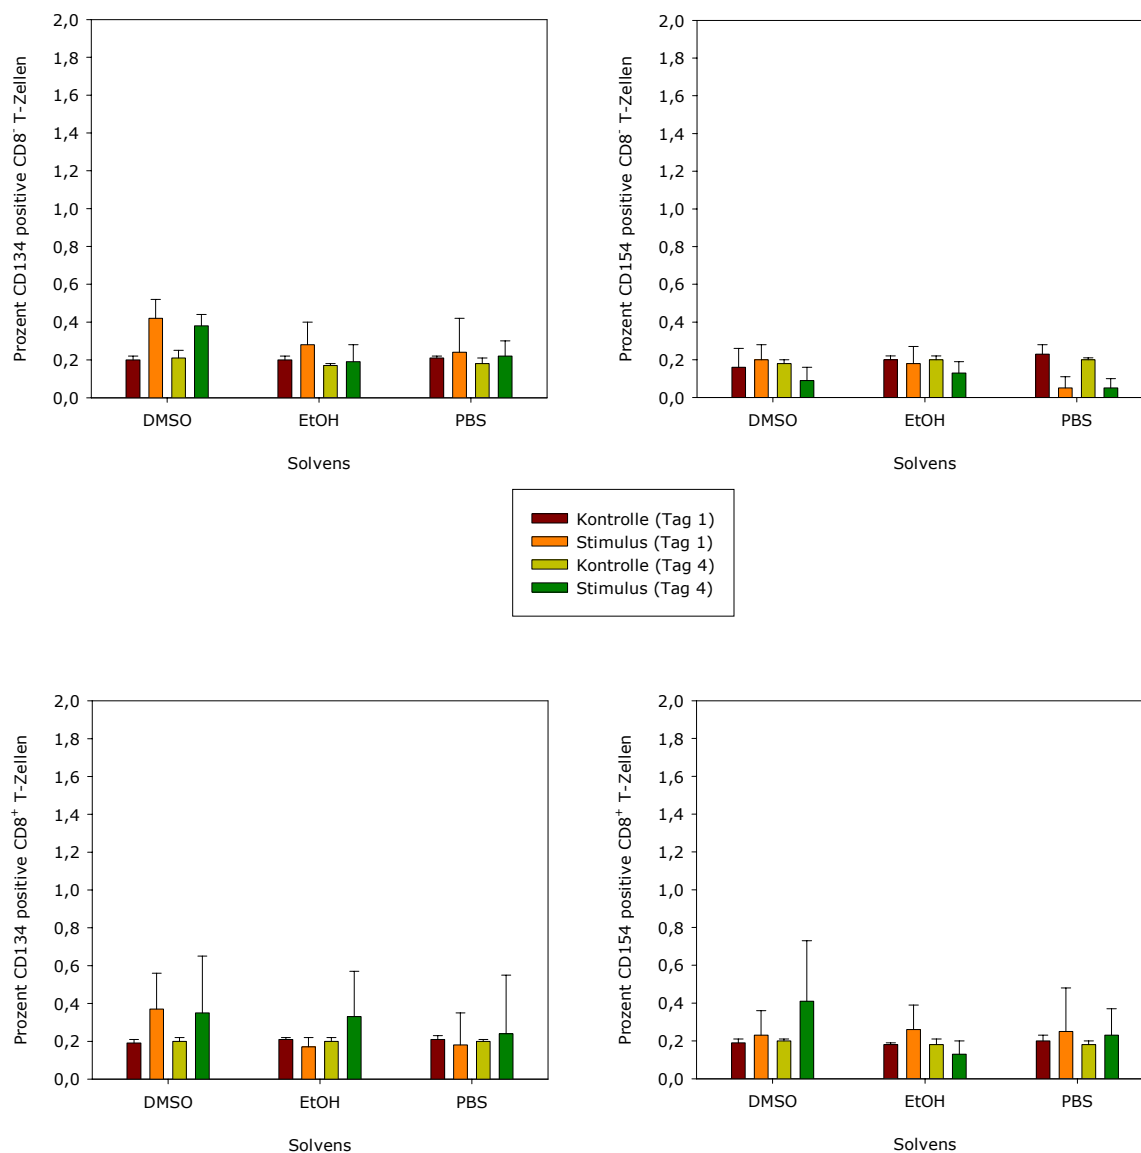 Prozent CD134 positive CD8⁻ T-Zellen
2,0
1,8
1,6
1,4
1,2
1,0
0,8
0,6
0,4
0,2
0,0
DMSO EtOH PBS
Solvens
Prozent CD154 positive CD8⁻ T-Zellen
2,0
1,8
1,6
1,4
1,2
1,0
0,8
0,6
0,4
0,2
0,0
DMSO EtOH PBS
Solvens
Kontrolle (Tag 1)
Stimulus (Tag 1)
Kontrolle (Tag 4)
Stimulus (Tag 4)
Prozent CD134 positive CD8⁺ T-Zellen
2,0
1,8
1,6
1,4
1,2
1,0
0,8
0,6
0,4
0,2
0,0
DMSO EtOH PBS
Solvens
Prozent CD154 positive CD8⁺ T-Zellen
2,0
1,8
1,6
1,4
1,2
1,0
0,8
0,6
0,4
0,2
0,0
DMSO EtOH PBS
Solvens